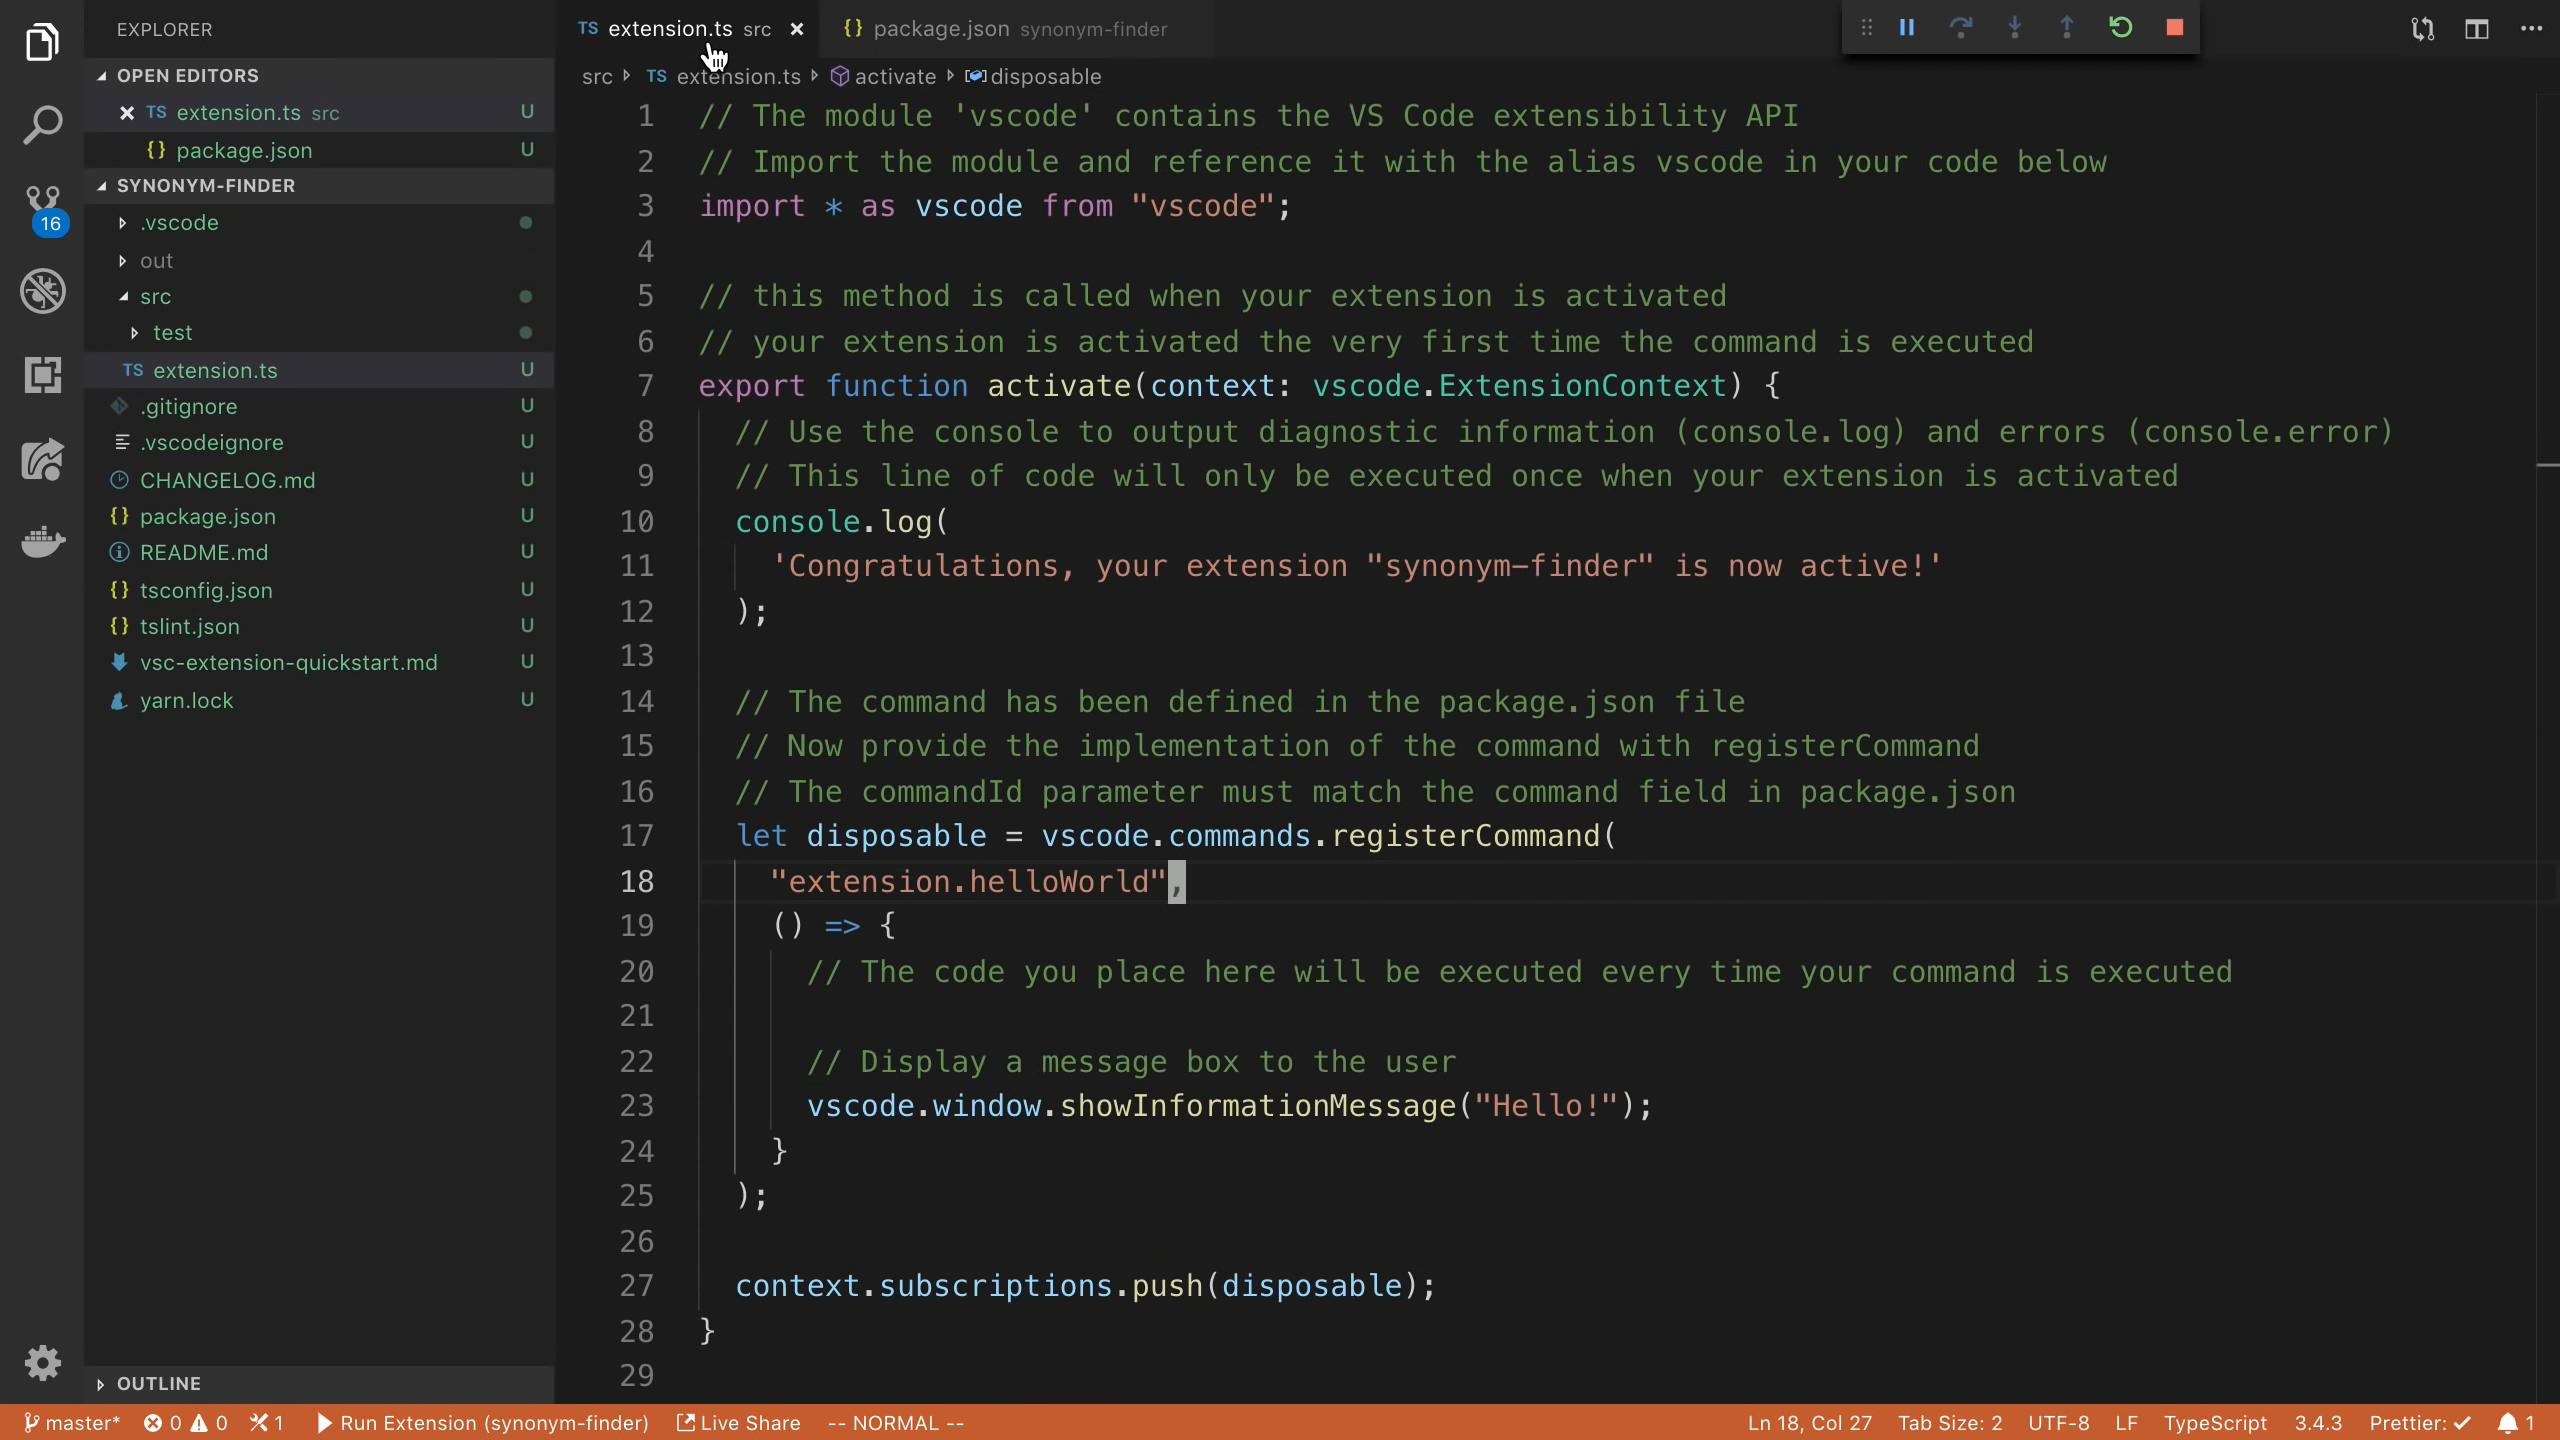 EXPLORER
OPEN EDITORS
TS extension.ts src U
{} package.json U
SYNONYM-FINDER
16
.vscode
out
src
test
TS extension.ts U
.gitignore U
.vscodeignore U
CHANGELOG.md U
{} package.json U
README.md U
{} tsconfig.json U
{} tslint.json U
vsc-extension-quickstart.md U
yarn.lock U
OUTLINE
TS extension.ts src
{} package.json synonym-finder
src TS extension.ts activate disposable
1 // The module 'vscode' contains the VS Code extensibility API
2 // Import the module and reference it with the alias vscode in your code below
3 import * as vscode from "vscode";
4
5 // this method is called when your extension is activated
6 // your extension is activated the very first time the command is executed
7 export function activate(context: vscode.ExtensionContext) {
8 // Use the console to output diagnostic information (console.log) and errors (console.error)
9 // This line of code will only be executed once when your extension is activated
10 console.log(
11 'Congratulations, your extension "synonym-finder" is now active!'
12 );
13
14 // The command has been defined in the package.json file
15 // Now provide the implementation of the command with registerCommand
16 // The commandId parameter must match the command field in package.json
17 let disposable = vscode.commands.registerCommand(
18 "extension.helloWorld",
19 () => {
20 // The code you place here will be executed every time your command is executed
21
22 // Display a message box to the user
23 vscode.window.showInformationMessage("Hello!");
24 }
25 );
26
27 context.subscriptions.push(disposable);
28 }
29
master* 0 0 1 Run Extension (synonym-finder) Live Share -- NORMAL -- Ln 18, Col 27 Tab Size: 2 UTF-8 LF TypeScript 3.4.3 Prettier: ✓ 1